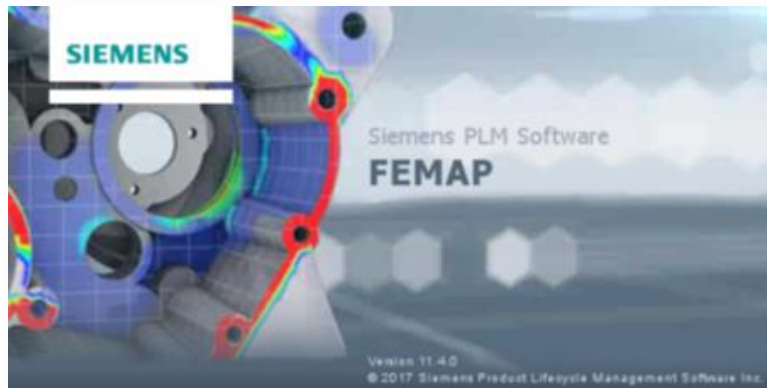 SIEMENS
Siemens PLM Software
FEMAP
Version 11.4.0
© 2017 Siemens Product Lifecycle Management Software Inc.